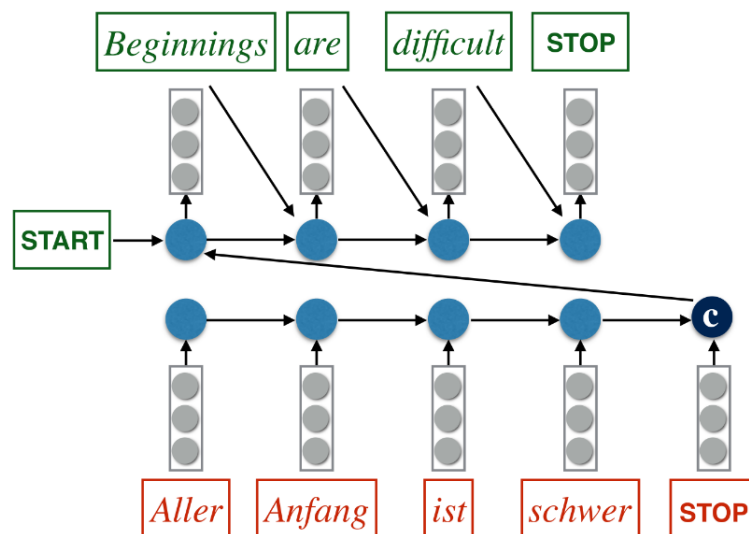 Beginnings are difficult STOP
START
c
Aller Anfang ist schwer STOP